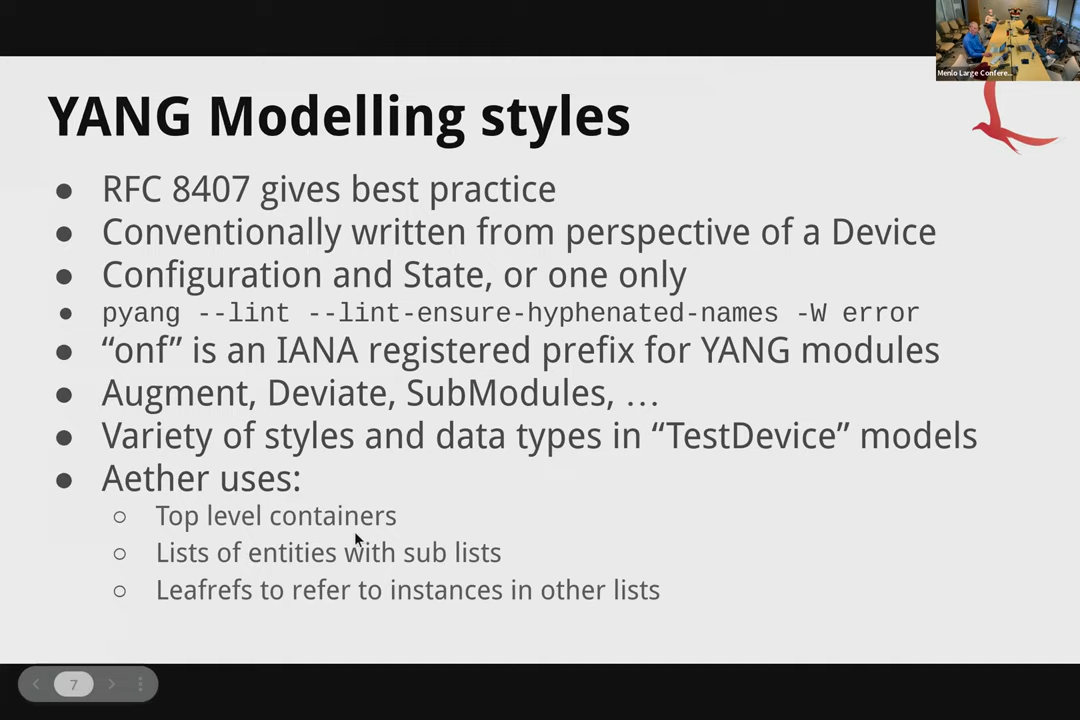 Menlo Large Confere...
YANG Modelling styles
● RFC 8407 gives best practice
● Conventionally written from perspective of a Device
● Configuration and State, or one only
● pyang --lint --lint-ensure-hyphenated-names -W error
● “onf” is an IANA registered prefix for YANG modules
● Augment, Deviate, SubModules, …
● Variety of styles and data types in “TestDevice” models
● Aether uses:
○ Top level containers
○ Lists of entities with sub lists
○ Leafrefs to refer to instances in other lists
7